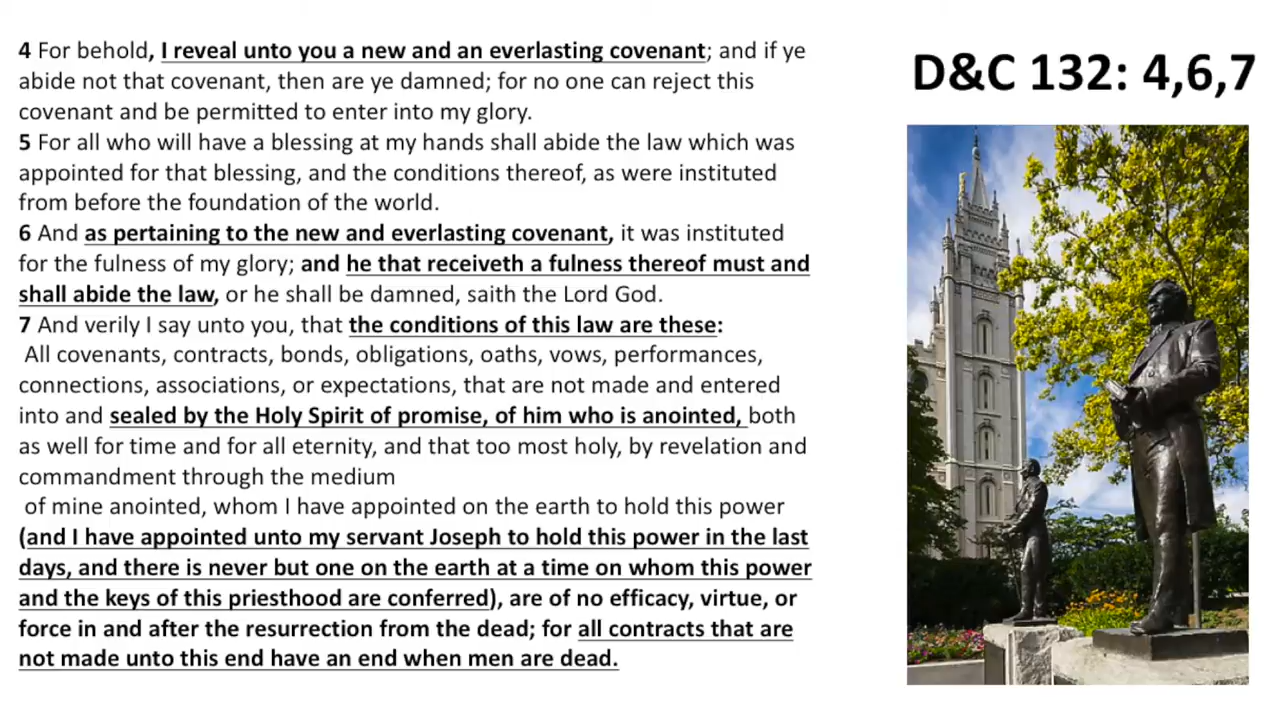 4 For behold, I reveal unto you a new and an everlasting covenant; and if ye
abide not that covenant, then are ye damned; for no one can reject this
covenant and be permitted to enter into my glory.
5 For all who will have a blessing at my hands shall abide the law which was
appointed for that blessing, and the conditions thereof, as were instituted
from before the foundation of the world.
6 And as pertaining to the new and everlasting covenant, it was instituted
for the fulness of my glory; and he that receiveth a fulness thereof must and
shall abide the law, or he shall be damned, saith the Lord God.
7 And verily I say unto you, that the conditions of this law are these:
All covenants, contracts, bonds, obligations, oaths, vows, performances,
connections, associations, or expectations, that are not made and entered
into and sealed by the Holy Spirit of promise, of him who is anointed, both
as well for time and for all eternity, and that too most holy, by revelation and
commandment through the medium
of mine anointed, whom I have appointed on the earth to hold this power
(and I have appointed unto my servant Joseph to hold this power in the last
days, and there is never but one on the earth at a time on whom this power
and the keys of this priesthood are conferred), are of no efficacy, virtue, or
force in and after the resurrection from the dead; for all contracts that are
not made unto this end have an end when men are dead.
D&C 132: 4,6,7